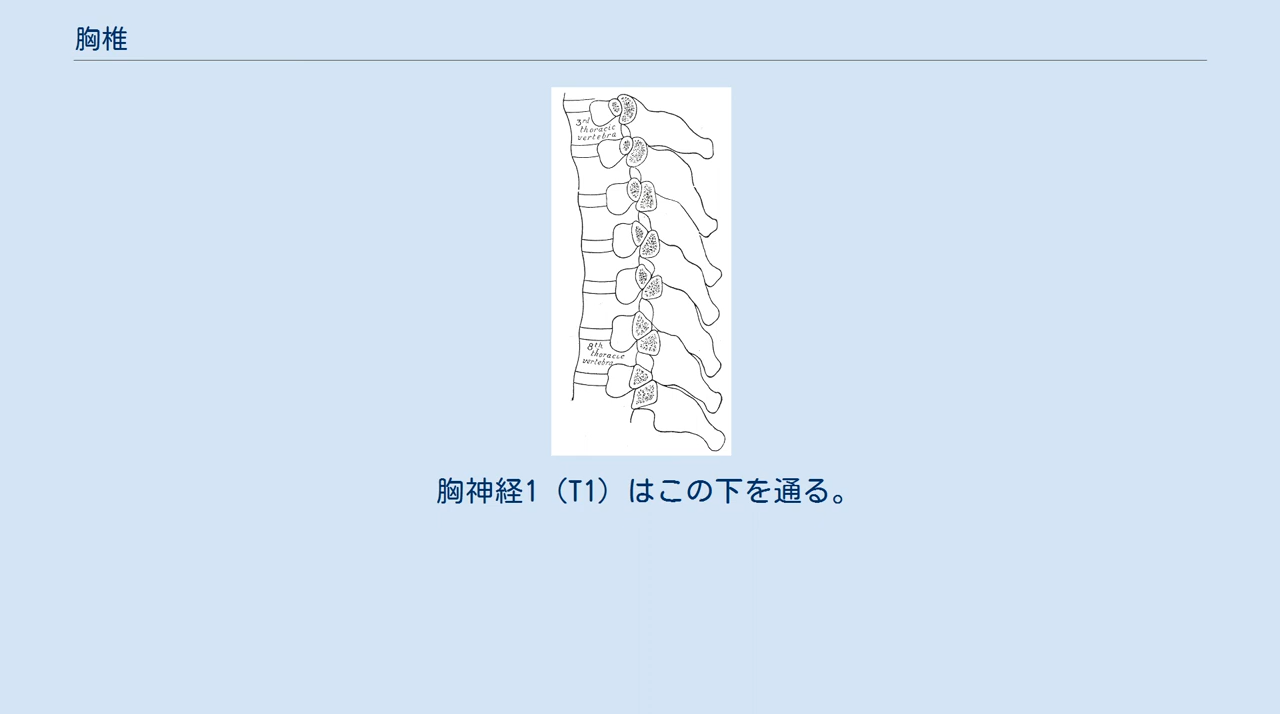 胸椎
3rd
thoracic
vertebra
8th
thoracic
vertebra
胸神経1（T1）はこの下を通る。